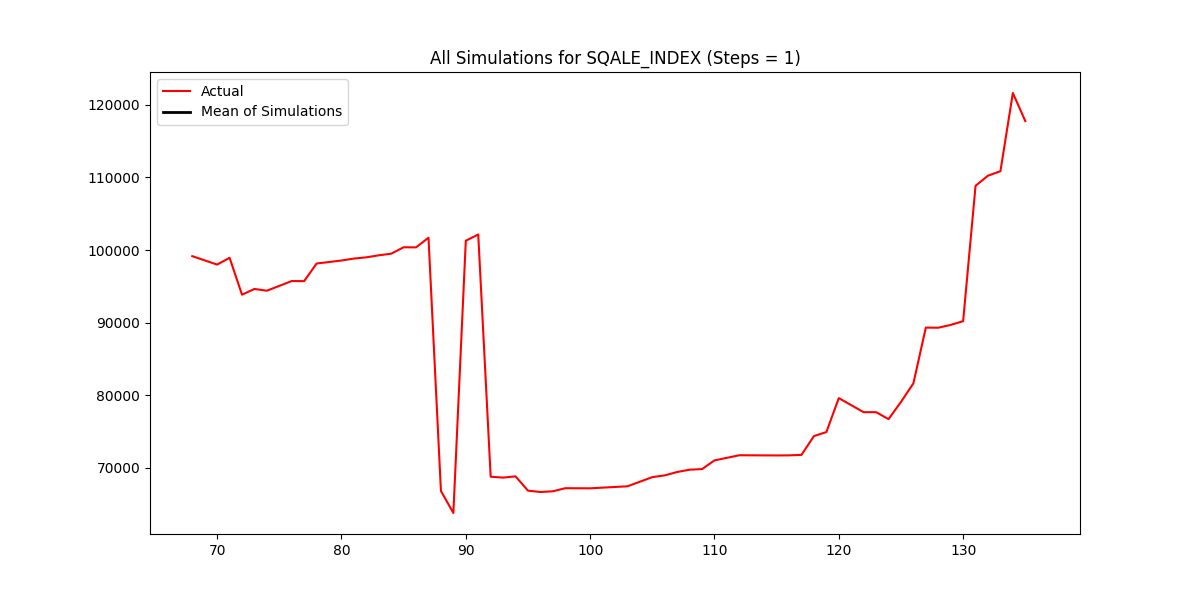 All Simulations for SQALE_INDEX (Steps = 1)
Actual
Mean of Simulations
120000
110000
100000
90000
80000
70000
70 80 90 100 110 120 130